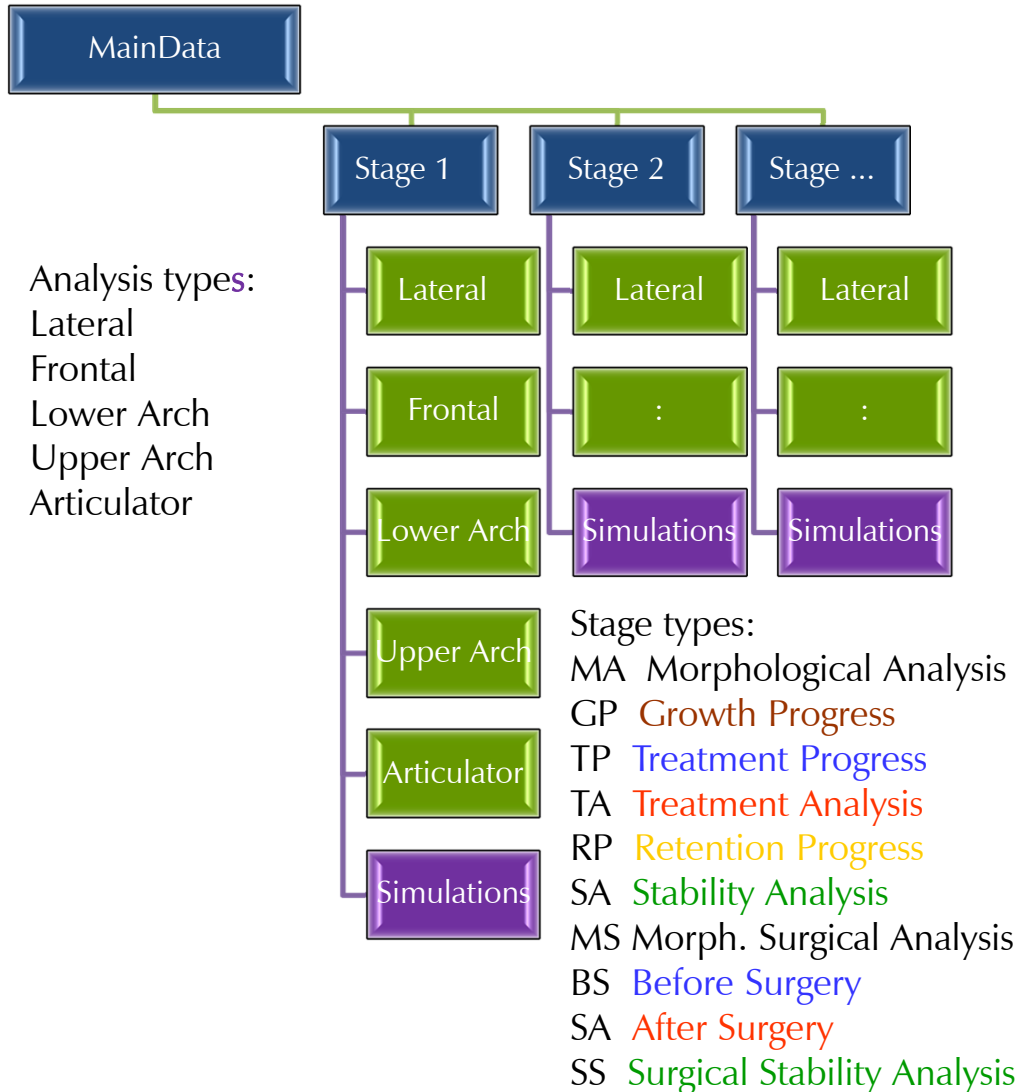 MainData
Stage 1
Stage 2
Stage ...
Lateral
Lateral
Lateral
Frontal
:
:
Lower Arch
Simulations
Simulations
Upper Arch
Articulator
Simulations
Analysis types:
Lateral
Frontal
Lower Arch
Upper Arch
Articulator
Stage types:
MA Morphological Analysis
GP Growth Progress
TP Treatment Progress
TA Treatment Analysis
RP Retention Progress
SA Stability Analysis
MS Morph. Surgical Analysis
BS Before Surgery
SA After Surgery
SS Surgical Stability Analysis